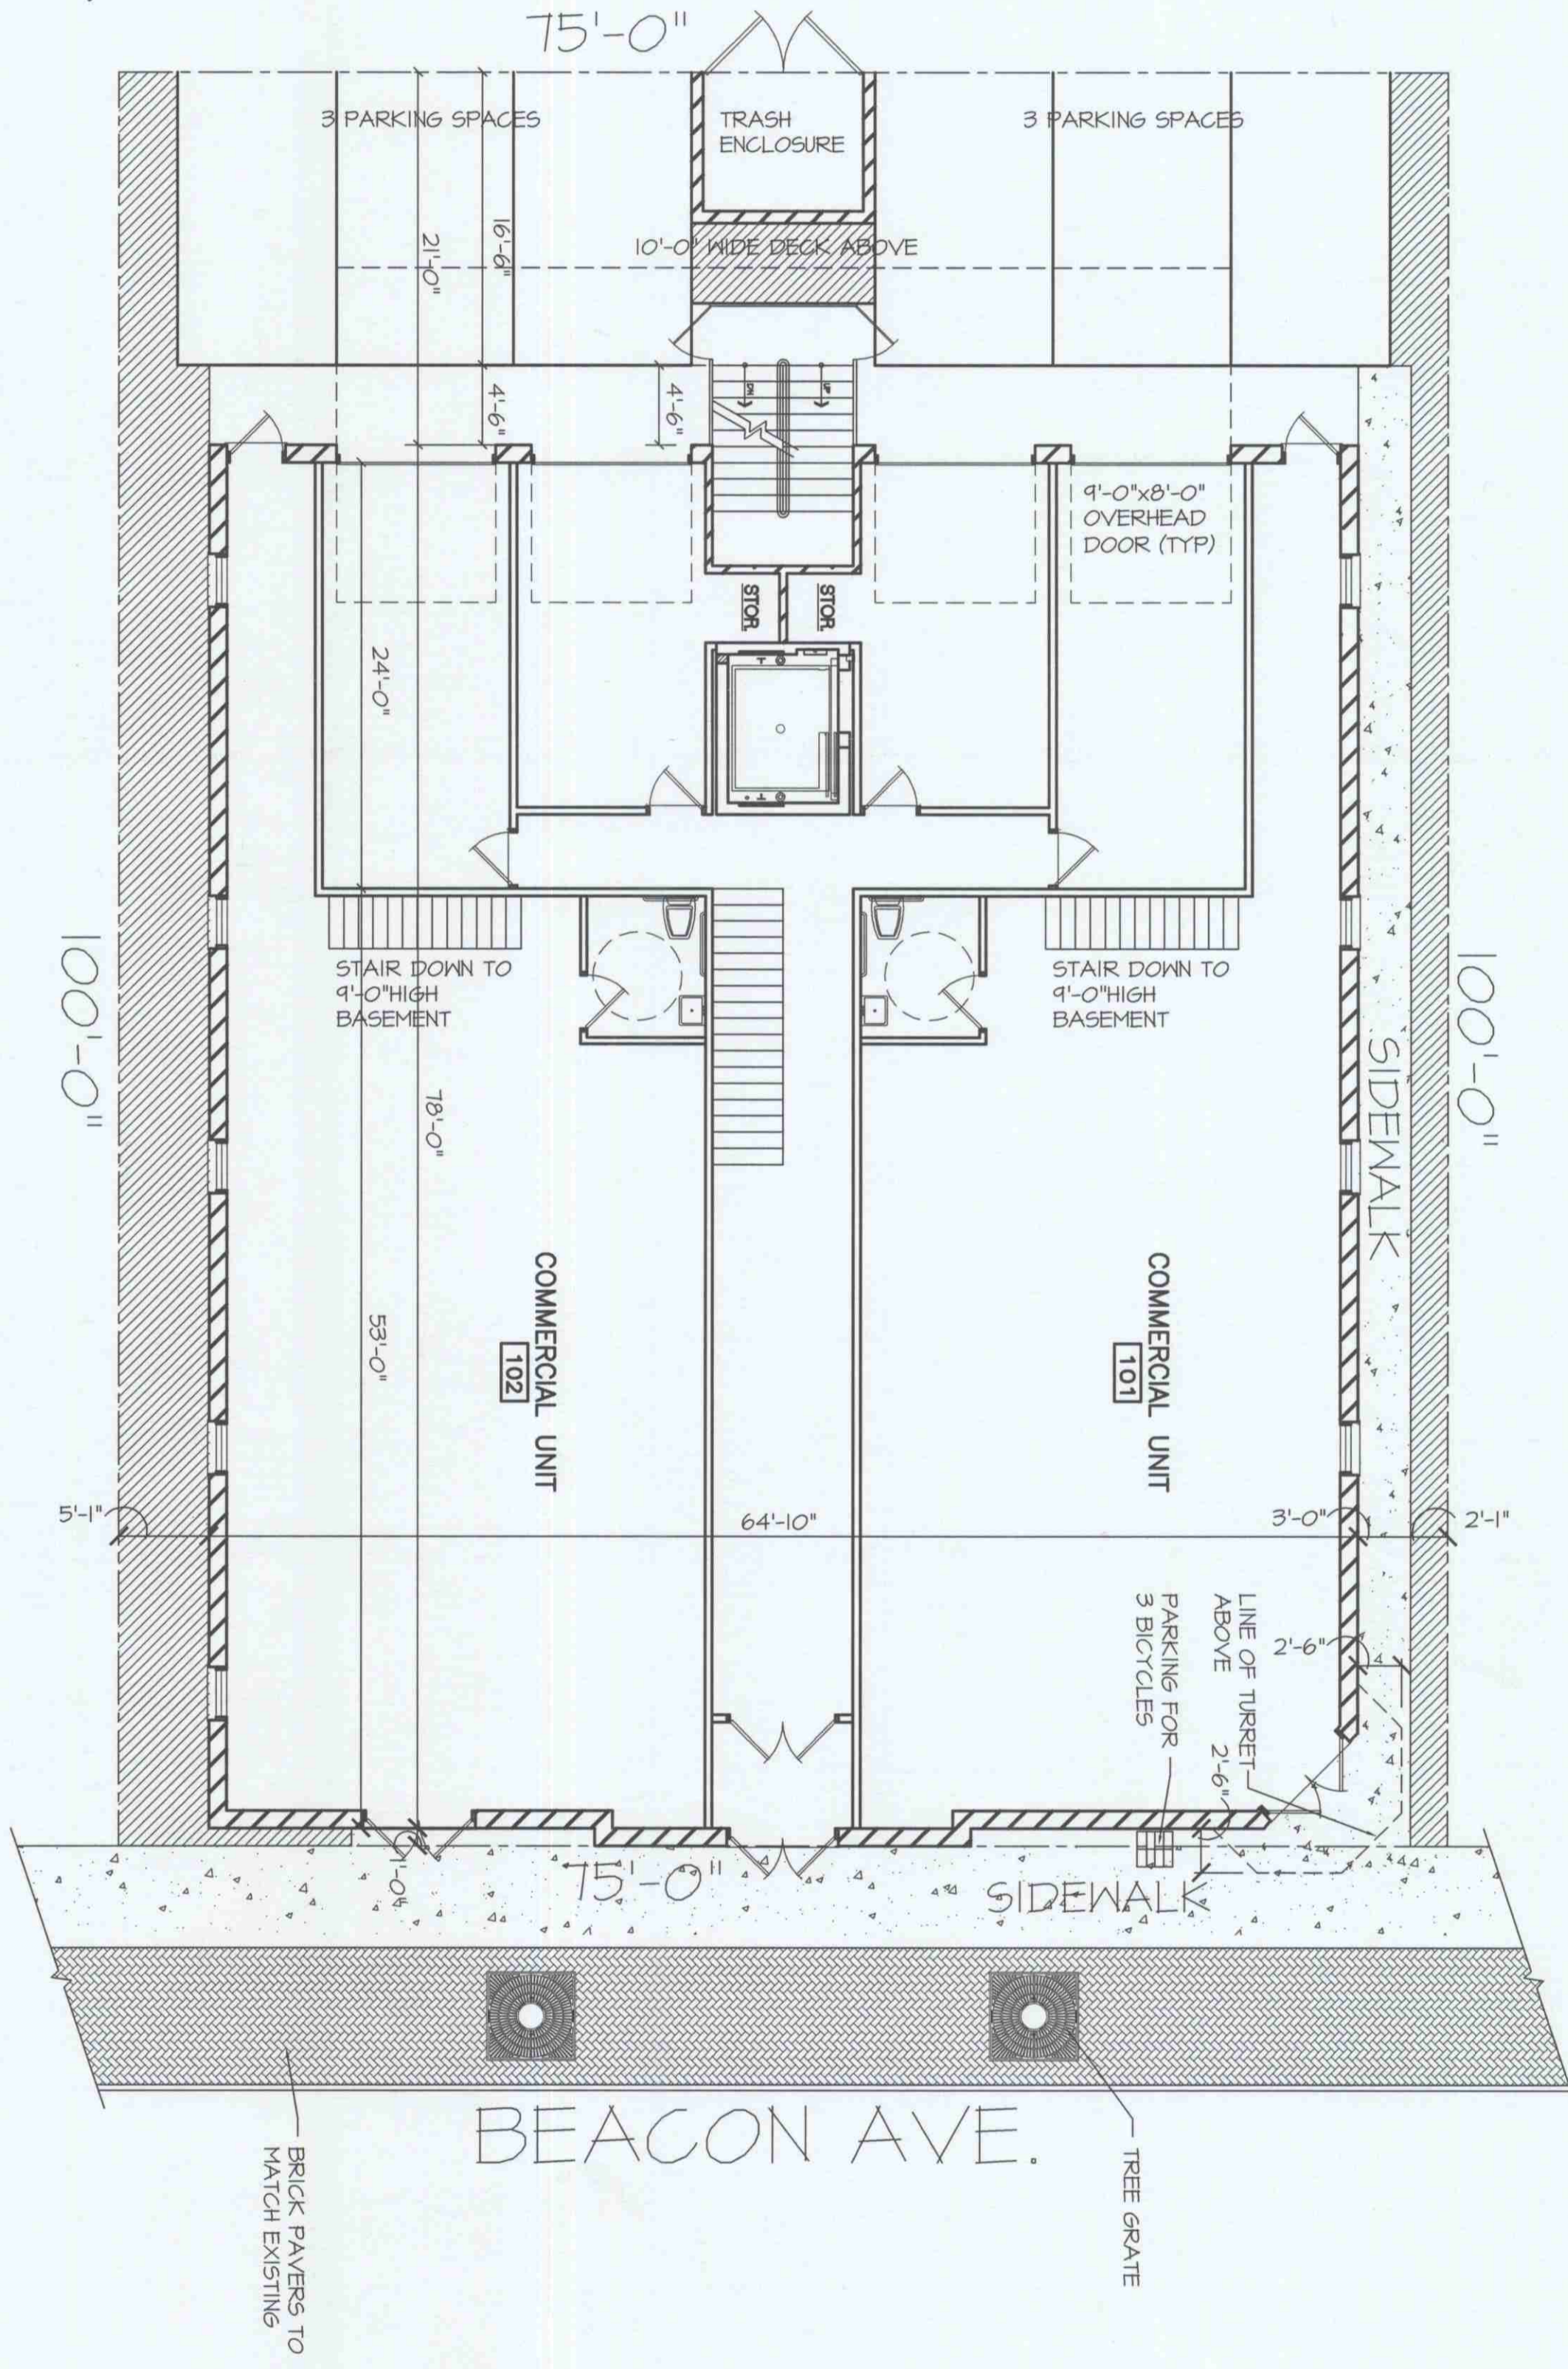 75'-0"
3 PARKING SPACES
TRASH
ENCLOSURE
3 PARKING SPACES
10'-0" WIDE DECK ABOVE
16'-6"
21'-0"
4'-6"
4'-6"
DN
UP
9'-0"x8'-0"
OVERHEAD
DOOR (TYP)
STOR.
STOR.
24'-0"
STAIR DOWN TO
9'-0"HIGH
BASEMENT
STAIR DOWN TO
9'-0"HIGH
BASEMENT
100'-0"
100'-0"
SIDEWALK
78'-0"
53'-0"
COMMERCIAL UNIT
102
COMMERCIAL UNIT
101
5'-1"
64'-10"
3'-0"
2'-1"
2'-6"
LINE OF TURRET
ABOVE
PARKING FOR
3 BICYCLES
2'-6"
1'-0"
75'-0"
SIDEWALK
BEACON AVE.
TREE GRATE
BRICK PAVERS TO
MATCH EXISTING